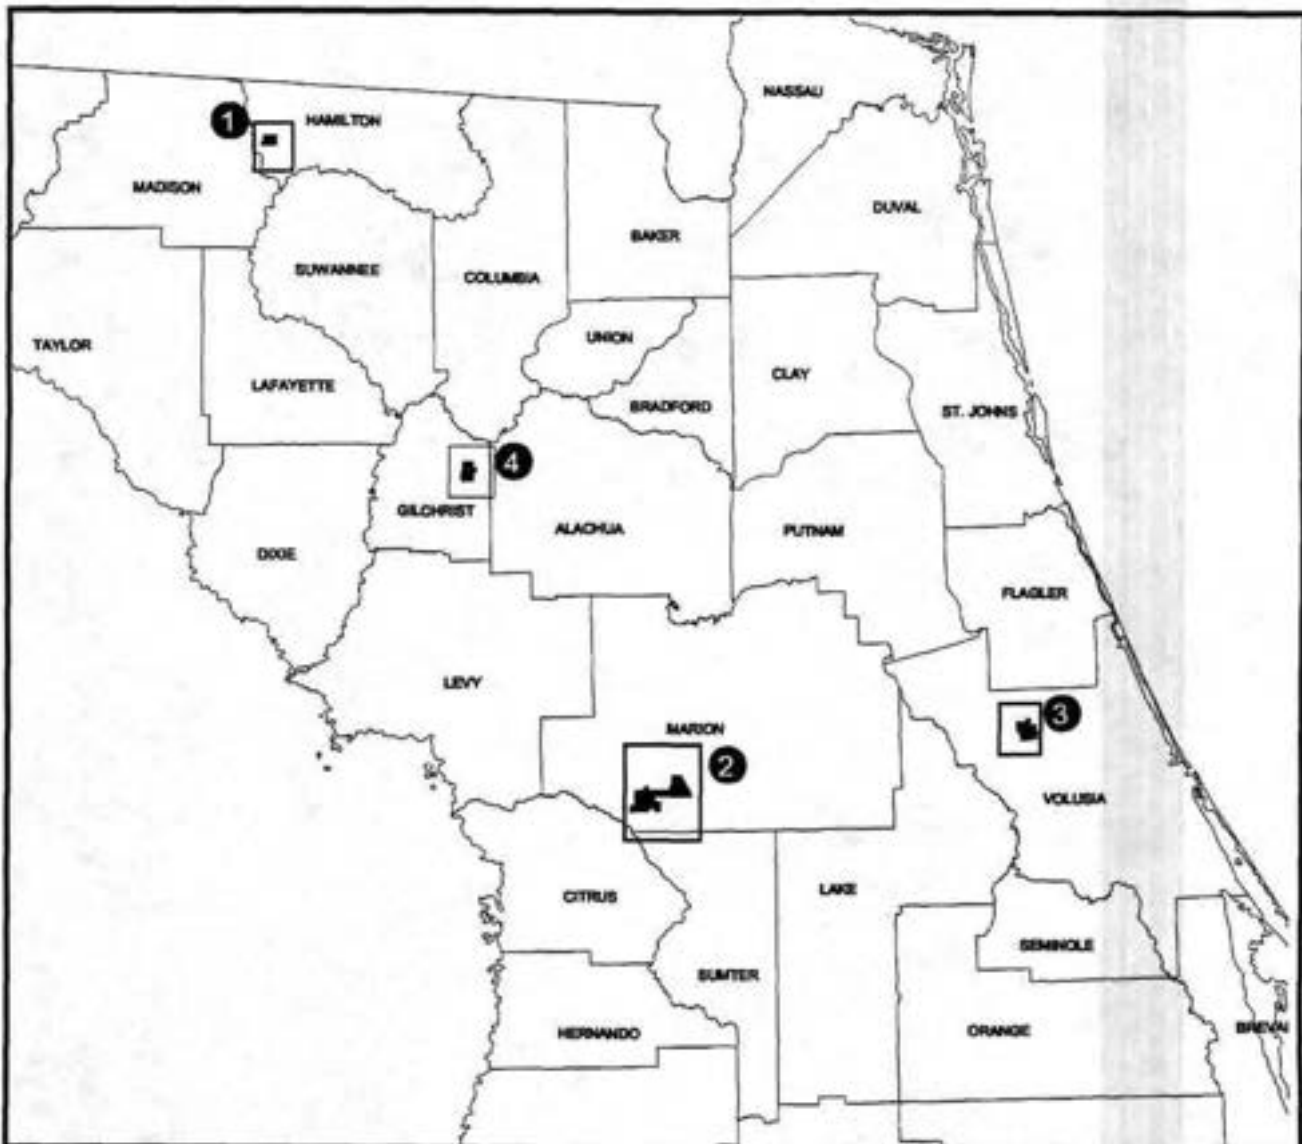 NASSAU
1
HAMILTON
MADISON
DUVAL
BAKER
SUWANNEE
COLUMBIA
UNION
TAYLOR
CLAY
LAFAYETTE
BRADFORD
ST. JOHNS
4
GILCHRIST
ALACHUA
PUTNAM
DIXIE
FLAGLER
LEVY
3
MARION
2
VOLUSIA
LAKE
CITRUS
SEMINOLE
SUMTER
HERNANDO
ORANGE
BREVA